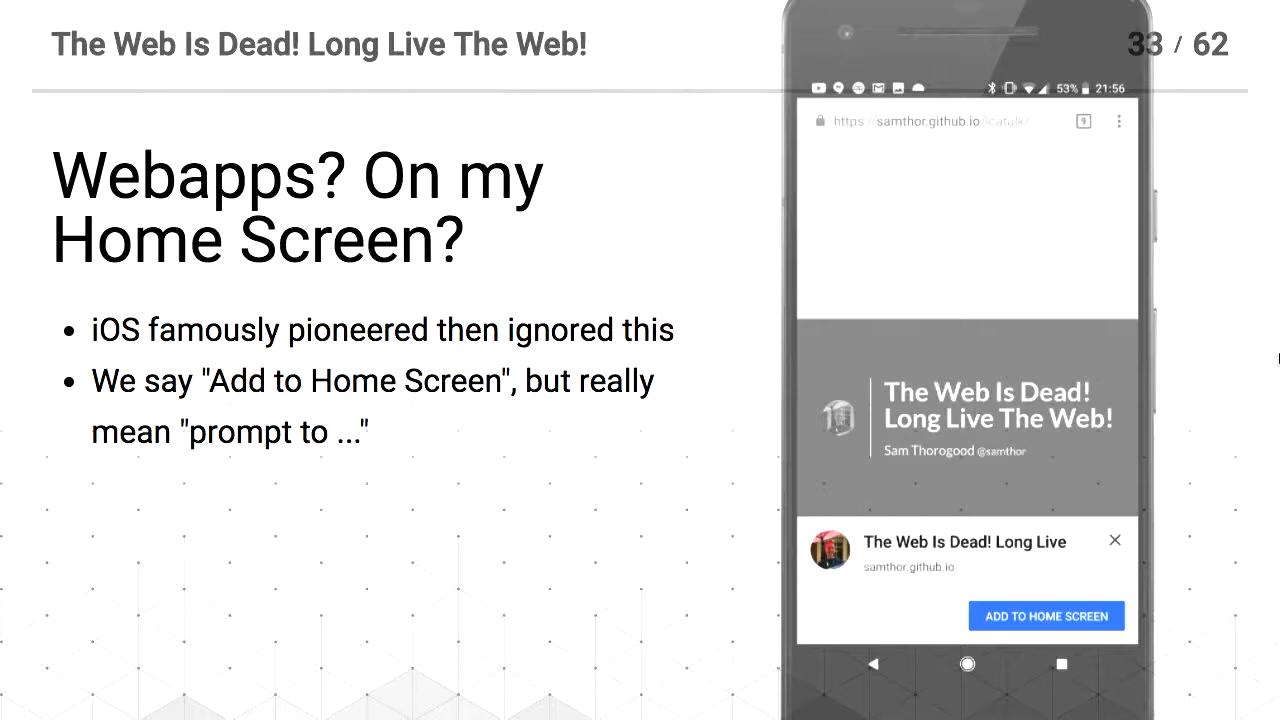 The Web Is Dead! Long Live The Web!
33 / 62
Webapps? On my
Home Screen?
• iOS famously pioneered then ignored this
• We say "Add to Home Screen", but really
mean "prompt to ..."
53% 21:56
https://samthor.github.io/icatalk/
9
The Web Is Dead!
Long Live The Web!
Sam Thorogood @samthor
The Web Is Dead! Long Live
samthor.github.io
ADD TO HOME SCREEN